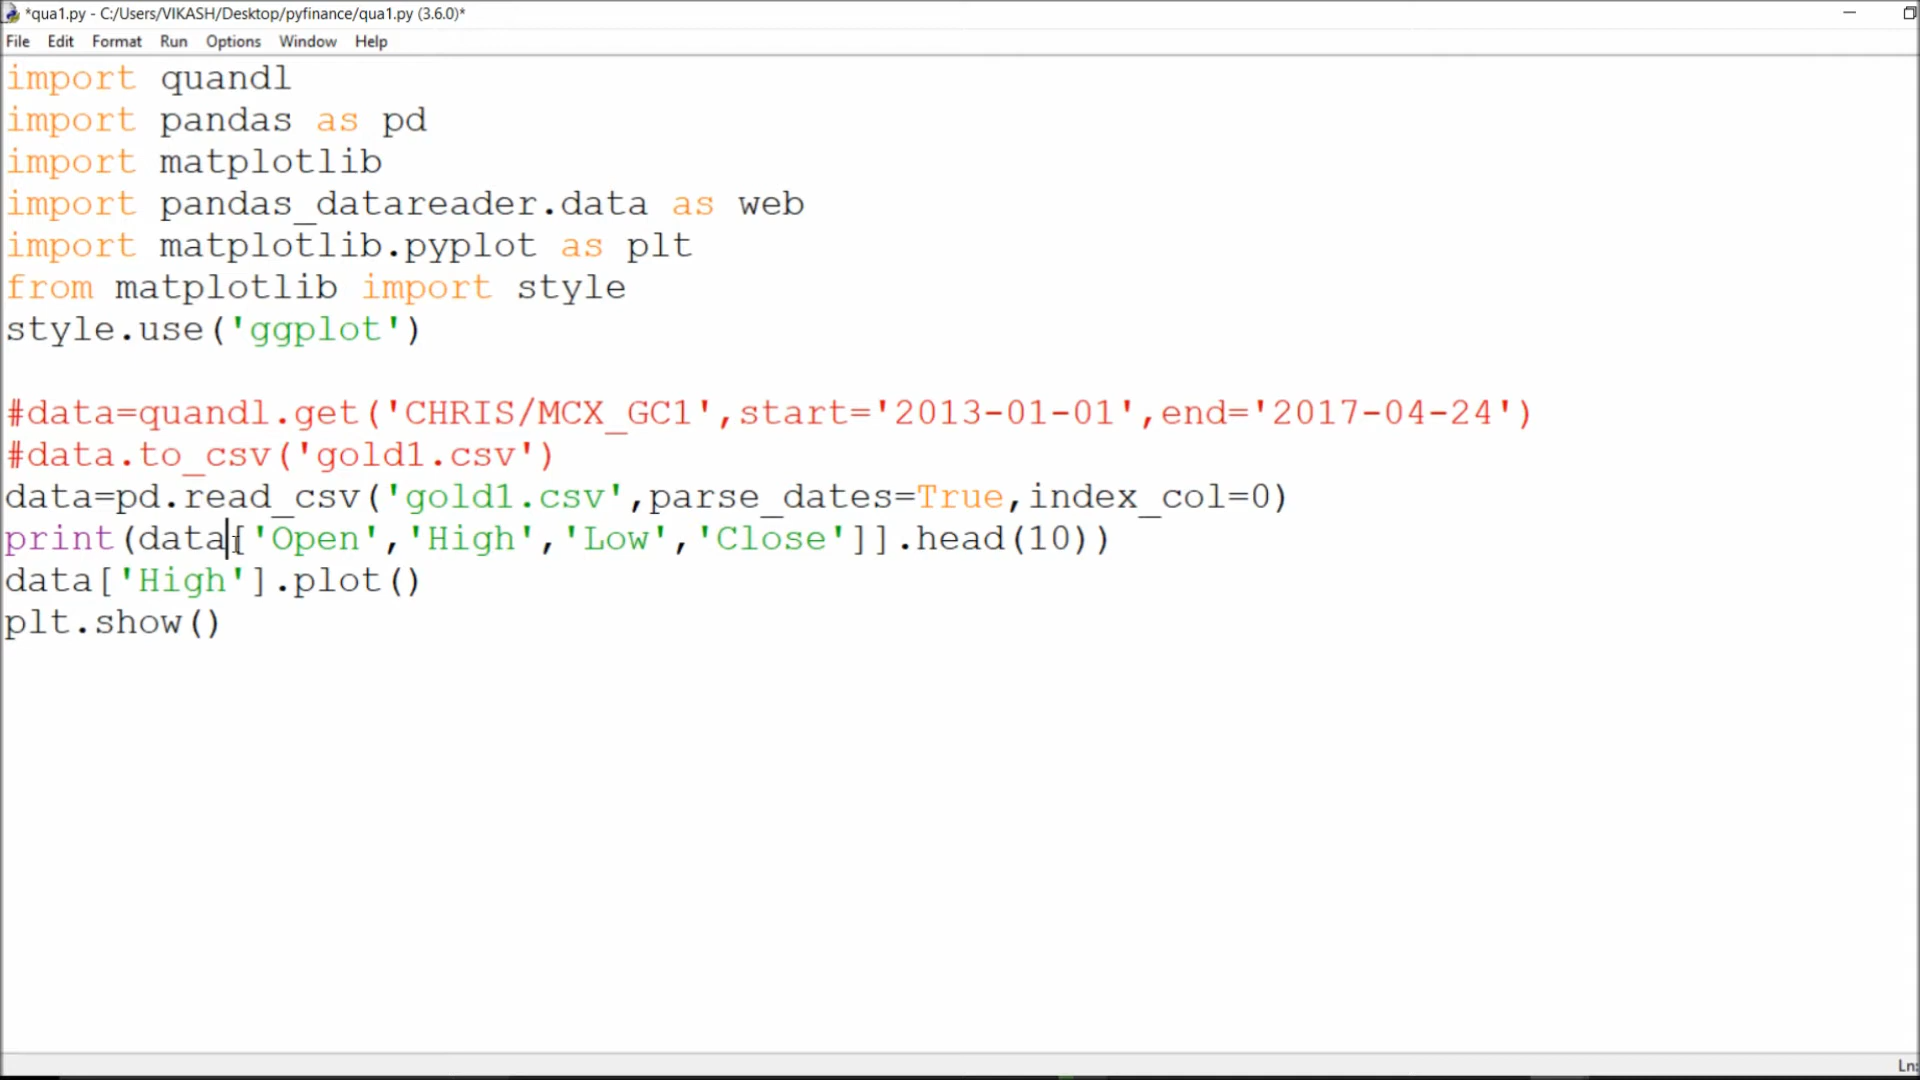 *qua1.py - C:/Users/VIKASH/Desktop/pyfinance/qua1.py (3.6.0)*
File Edit Format Run Options Window Help
import quandl
import pandas as pd
import matplotlib
import pandas_datareader.data as web
import matplotlib.pyplot as plt
from matplotlib import style
style.use('ggplot')
#data=quandl.get('CHRIS/MCX_GC1',start='2013-01-01',end='2017-04-24')
#data.to_csv('gold1.csv')
data=pd.read_csv('gold1.csv',parse_dates=True,index_col=0)
print(data['Open','High','Low','Close']].head(10))
data['High'].plot()
plt.show()
Ln: